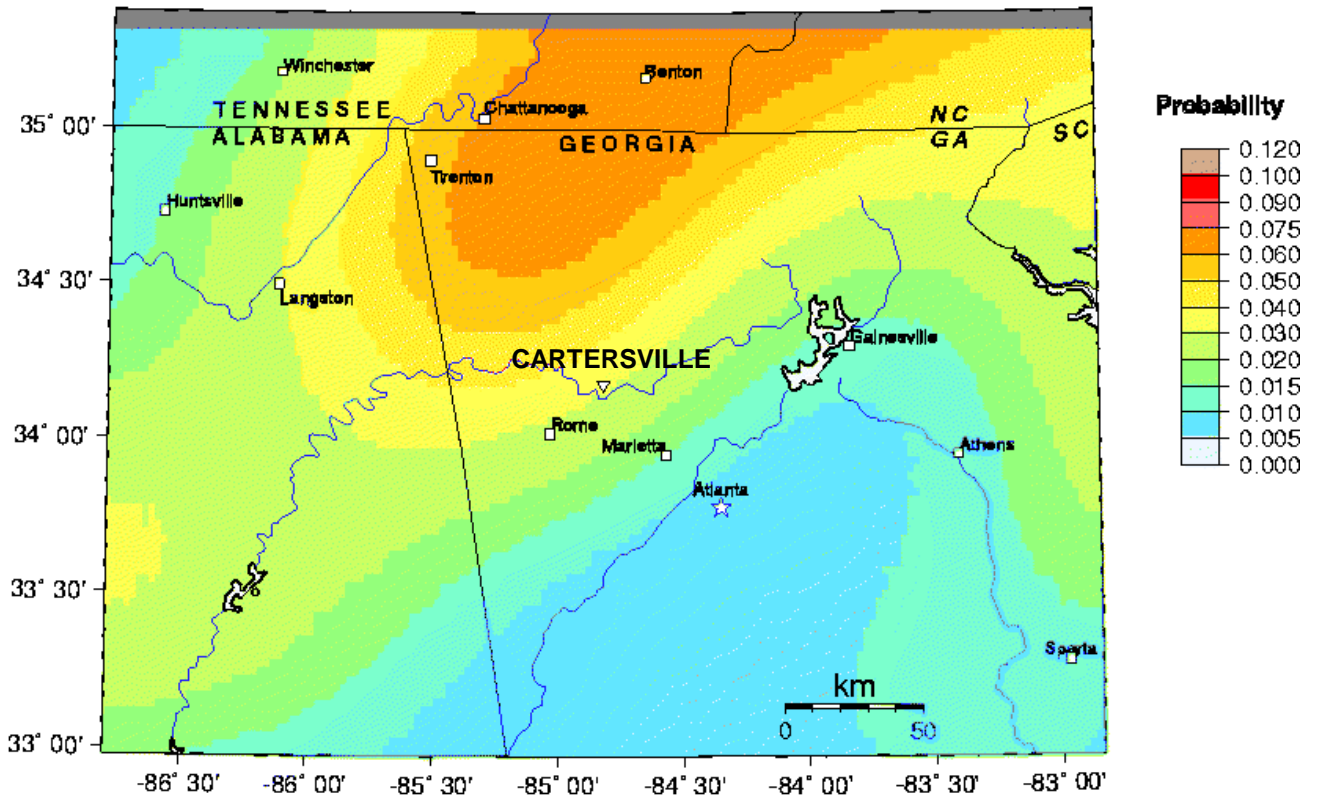 Winchester
Benton
TENNESSEE
Chattanooga
Probability
35° 00'
ALABAMA
GEORGIA
NC
GA
SC
Trenton
Huntsville
34° 30'
Langston
CARTERSVILLE
Gainesville
34° 00'
Rome
Marietta
Athens
Atlanta
33° 30'
Sparta
km
0
50
33° 00'
0.120
0.100
0.090
0.075
0.060
0.050
0.040
0.030
0.020
0.015
0.010
0.005
0.000
-86° 30'
-86° 00'
-85° 30'
-85° 00'
-84° 30'
-84° 00'
-83° 30'
-83° 00'